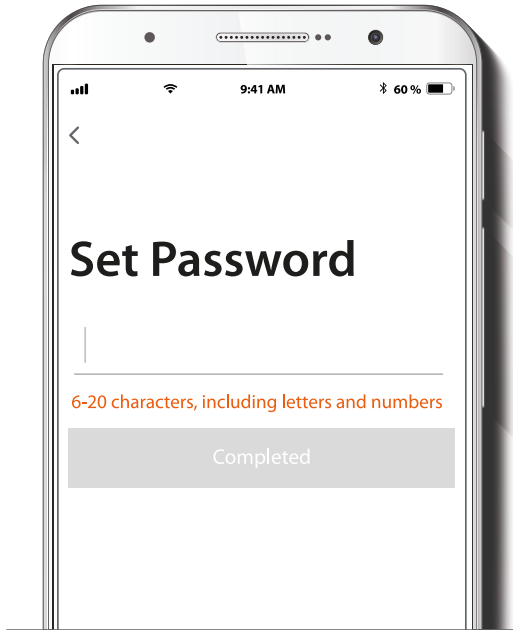 9:41 AM 60 %
Set Password
6-20 characters, including letters and numbers
Completed